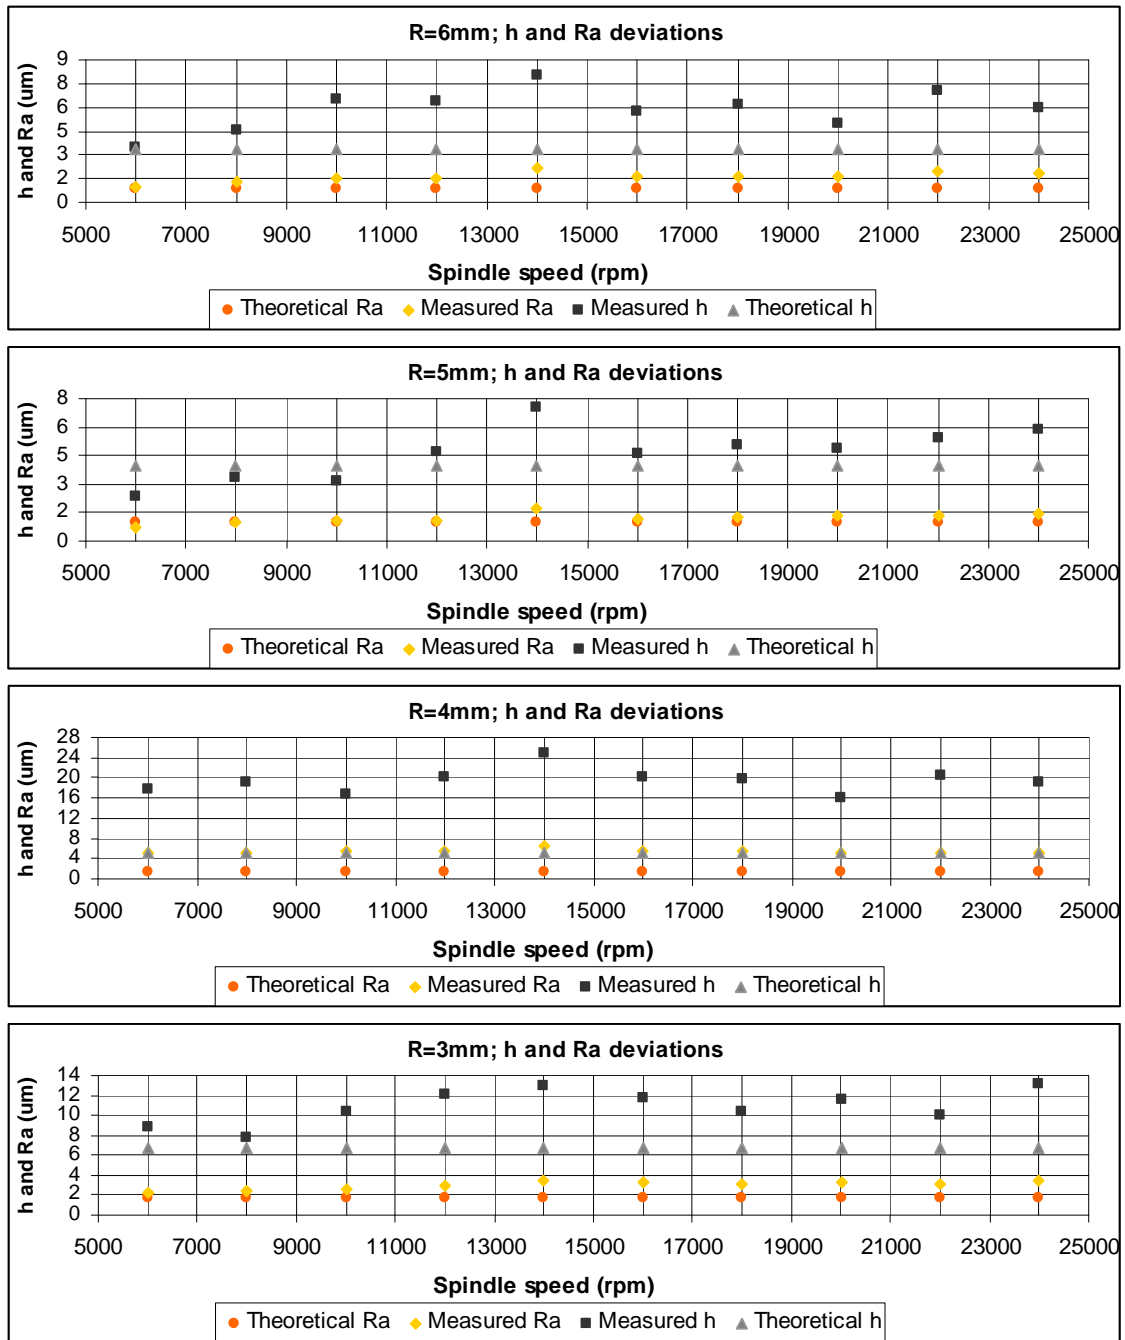 R=6mm; h and Ra deviations
h and Ra (um)
9
8
6
5
3
2
0
5000 7000 9000 11000 13000 15000 17000 19000 21000 23000 25000
Spindle speed (rpm)
Theoretical Ra Measured Ra Measured h Theoretical h
R=5mm; h and Ra deviations
h and Ra (um)
8
6
5
3
2
0
5000 7000 9000 11000 13000 15000 17000 19000 21000 23000 25000
Spindle speed (rpm)
Theoretical Ra Measured Ra Measured h Theoretical h
R=4mm; h and Ra deviations
h and Ra (um)
28
24
20
16
12
8
4
0
5000 7000 9000 11000 13000 15000 17000 19000 21000 23000 25000
Spindle speed (rpm)
Theoretical Ra Measured Ra Measured h Theoretical h
R=3mm; h and Ra deviations
h and Ra (um)
14
12
10
8
6
4
2
0
5000 7000 9000 11000 13000 15000 17000 19000 21000 23000 25000
Spindle speed (rpm)
Theoretical Ra Measured Ra Measured h Theoretical h